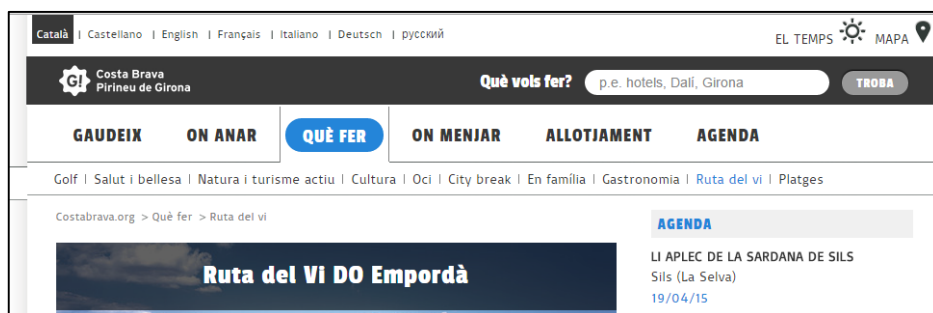 Català | Castellano | English | Français | Italiano | Deutsch | русский
EL TEMPS MAPA
G!
Costa Brava
Pirineu de Girona
Què vols fer? p.e. hotels, Dalí, Girona TROBA
GAUDEIX ON ANAR QUÈ FER ON MENJAR ALLOTJAMENT AGENDA
Golf | Salut i bellesa | Natura i turisme actiu | Cultura | Oci | City break | En família | Gastronomia | Ruta del vi | Platges
Costabrava.org > Què fer > Ruta del vi
Ruta del Vi DO Empordà
AGENDA
LI APLEC DE LA SARDANA DE SILS
Sils (La Selva)
19/04/15